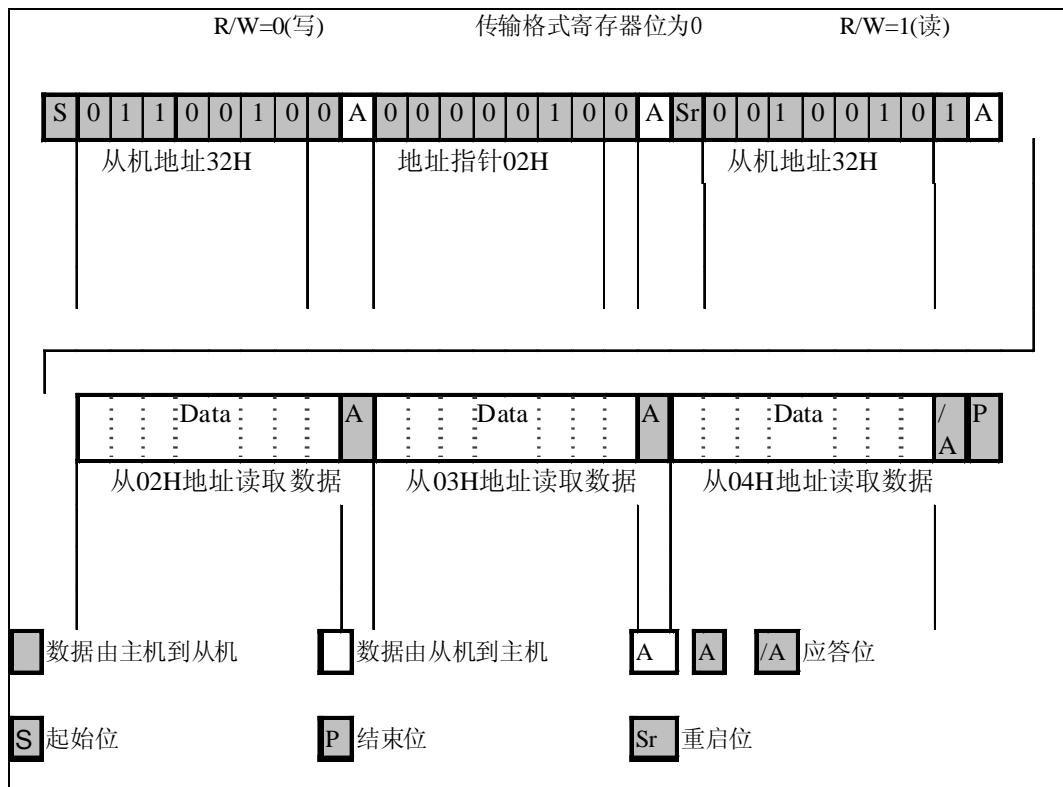 R/W=0(写) 传输格式寄存器位为0 R/W=1(读)
S 0 1 1 0 0 1 0 0 A 0 0 0 0 0 1 0 0 A Sr 0 0 1 0 0 1 0 1 A
从机地址32H 地址指针02H 从机地址32H
Data A Data A Data /A P
从02H地址读取数据 从03H地址读取数据 从04H地址读取数据
数据由主机到从机 数据由从机到主机 A A /A 应答位
S 起始位 P 结束位 Sr 重启位